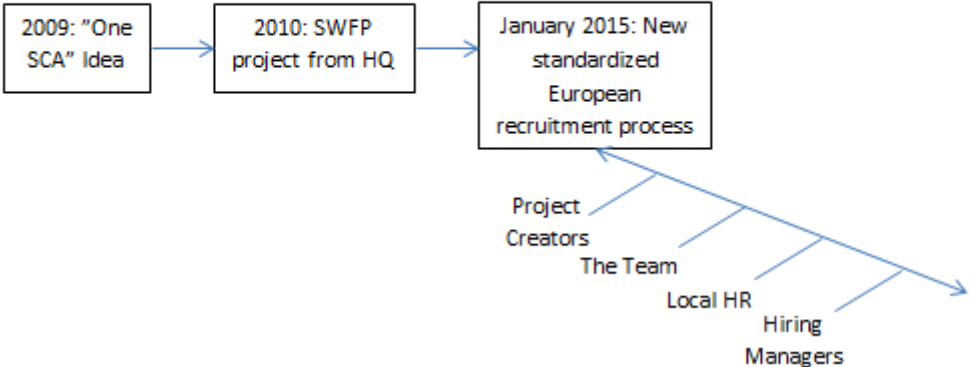 2009: ”One
SCA” Idea
2010: SWFP
project from HQ
January 2015: New
standardized
European
recruitment process
Project
Creators
The Team
Local HR
Hiring
Managers